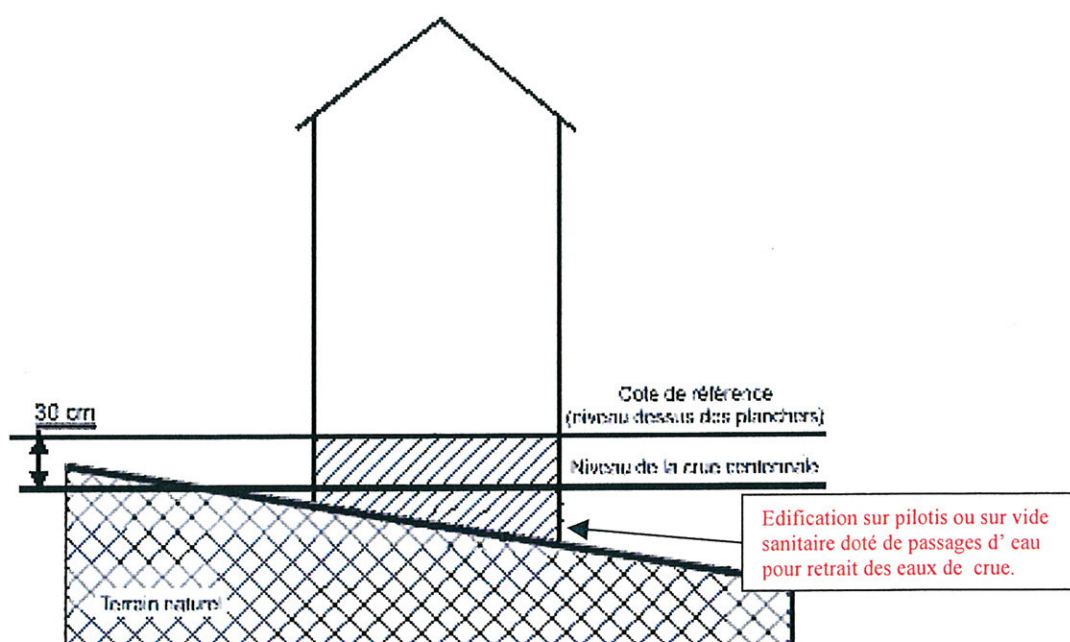 30 cm
Cote de référence
(niveau dessus des planchers)
Niveau de la crue centennale
Edification sur pilotis ou sur vide
sanitaire doté de passages d’ eau
pour retrait des eaux de crue.
Terrain naturel